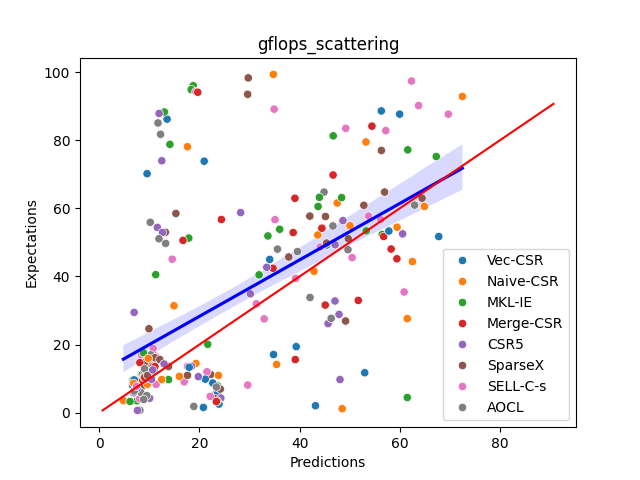 gflops_scattering
Expectations
100
80
60
40
20
0
0
20
40
60
80
Predictions
Vec-CSR
Naive-CSR
MKL-IE
Merge-CSR
CSR5
SparseX
SELL-C-s
AOCL